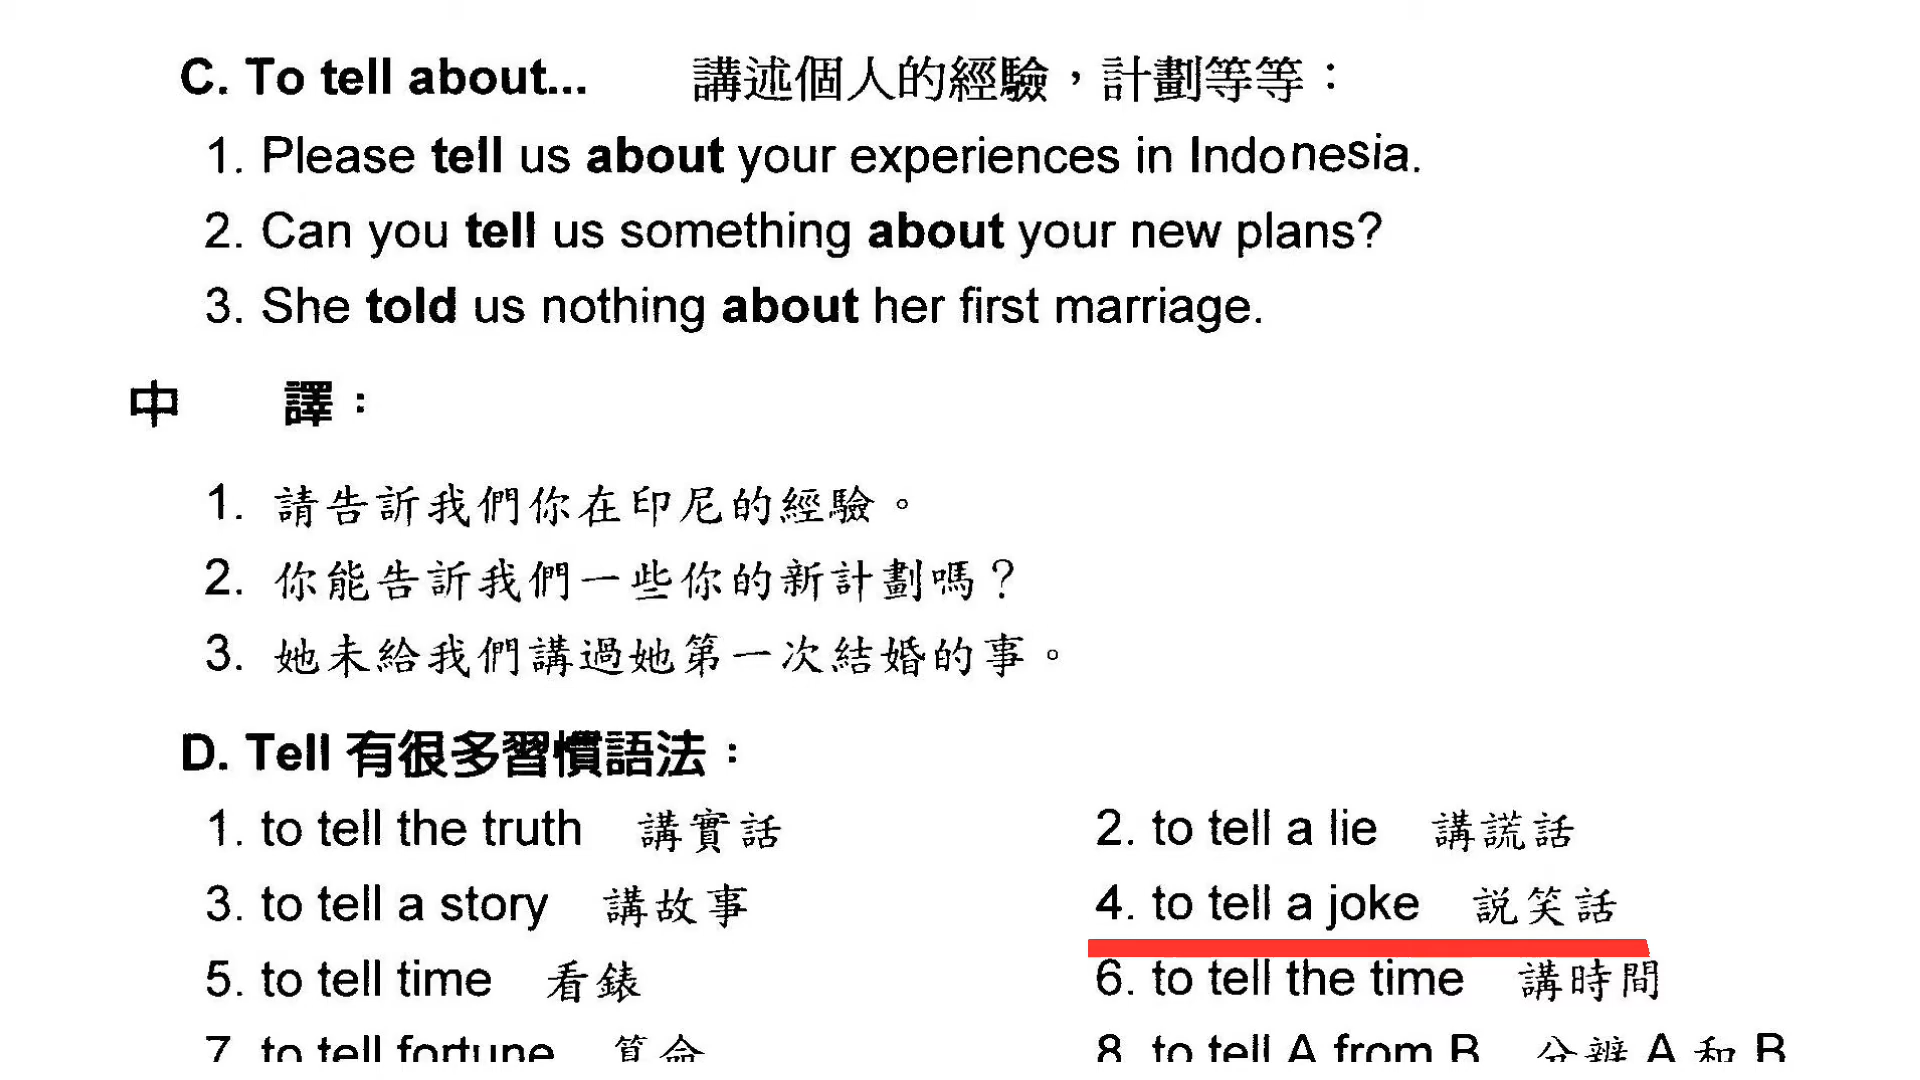 C. To tell about... 講述個人的經驗，計劃等等：
1. Please tell us about your experiences in Indonesia.
2. Can you tell us something about your new plans?
3. She told us nothing about her first marriage.
中 譯：
1. 請告訴我們你在印尼的經驗。
2. 你能告訴我們一些你的新計劃嗎？
3. 她未給我們講過她第一次結婚的事。
D. Tell 有很多習慣語法：
1. to tell the truth 講實話 2. to tell a lie 講謊話
3. to tell a story 講故事 4. to tell a joke 説笑話
5. to tell time 看錶 6. to tell the time 講時間
7. to tell fortune 算命 8. to tell A from B 分辨 A 和 B